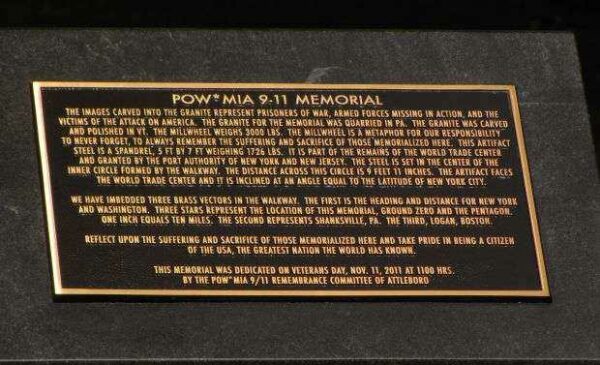 POW*MIA 9-11 MEMORIAL
THE IMAGES CARVED INTO THE GRANITE REPRESENT PRISONERS OF WAR, ARMED FORCES MISSING IN ACTION, AND THE
VICTIMS OF THE ATTACK ON AMERICA. THE GRANITE FOR THE MEMORIAL WAS QUARRIED IN PA. THE GRANITE WAS CARVED
AND POLISHED IN VT. THE MILLWHEEL WEIGHS 3000 LBS. THE MILLWHEEL IS A METAPHOR FOR OUR RESPONSIBILITY
TO NEVER FORGET, TO ALWAYS REMEMBER THE SUFFERING AND SACRIFICE OF THOSE MEMORIALIZED HERE. THIS ARTIFACT
STEEL IS A SPANDREL, 5 FT BY 7 FT WEIGHING 1726 LBS. IT IS PART OF THE REMAINS OF THE WORLD TRADE CENTER
AND GRANTED BY THE PORT AUTHORITY OF NEW YORK AND NEW JERSEY. THE STEEL IS SET IN THE CENTER OF THE
INNER CIRCLE FORMED BY THE WALKWAY. THE DISTANCE ACROSS THIS CIRCLE IS 9 FEET 11 INCHES. THE ARTIFACT FACES
THE WORLD TRADE CENTER AND IT IS INCLINED AT AN ANGLE EQUAL TO THE LATITUDE OF NEW YORK CITY.
WE HAVE IMBEDDED THREE BRASS VECTORS IN THE WALKWAY. THE FIRST IS THE HEADING AND DISTANCE FOR NEW YORK
AND WASHINGTON. THREE STARS REPRESENT THE LOCATION OF THIS MEMORIAL, GROUND ZERO AND THE PENTAGON.
ONE INCH EQUALS TEN MILES. THE SECOND REPRESENTS SHANKSVILLE, PA. THE THIRD, LOGAN, BOSTON.
REFLECT UPON THE SUFFERING AND SACRIFICE OF THOSE MEMORIALIZED HERE AND TAKE PRIDE IN BEING A CITIZEN
OF THE USA, THE GREATEST NATION THE WORLD HAS KNOWN.
THIS MEMORIAL WAS DEDICATED ON VETERANS DAY, NOV. 11, 2011 AT 1100 HRS.
BY THE POW*MIA 9/11 REMEMBRANCE COMMITTEE OF ATTLEBORO